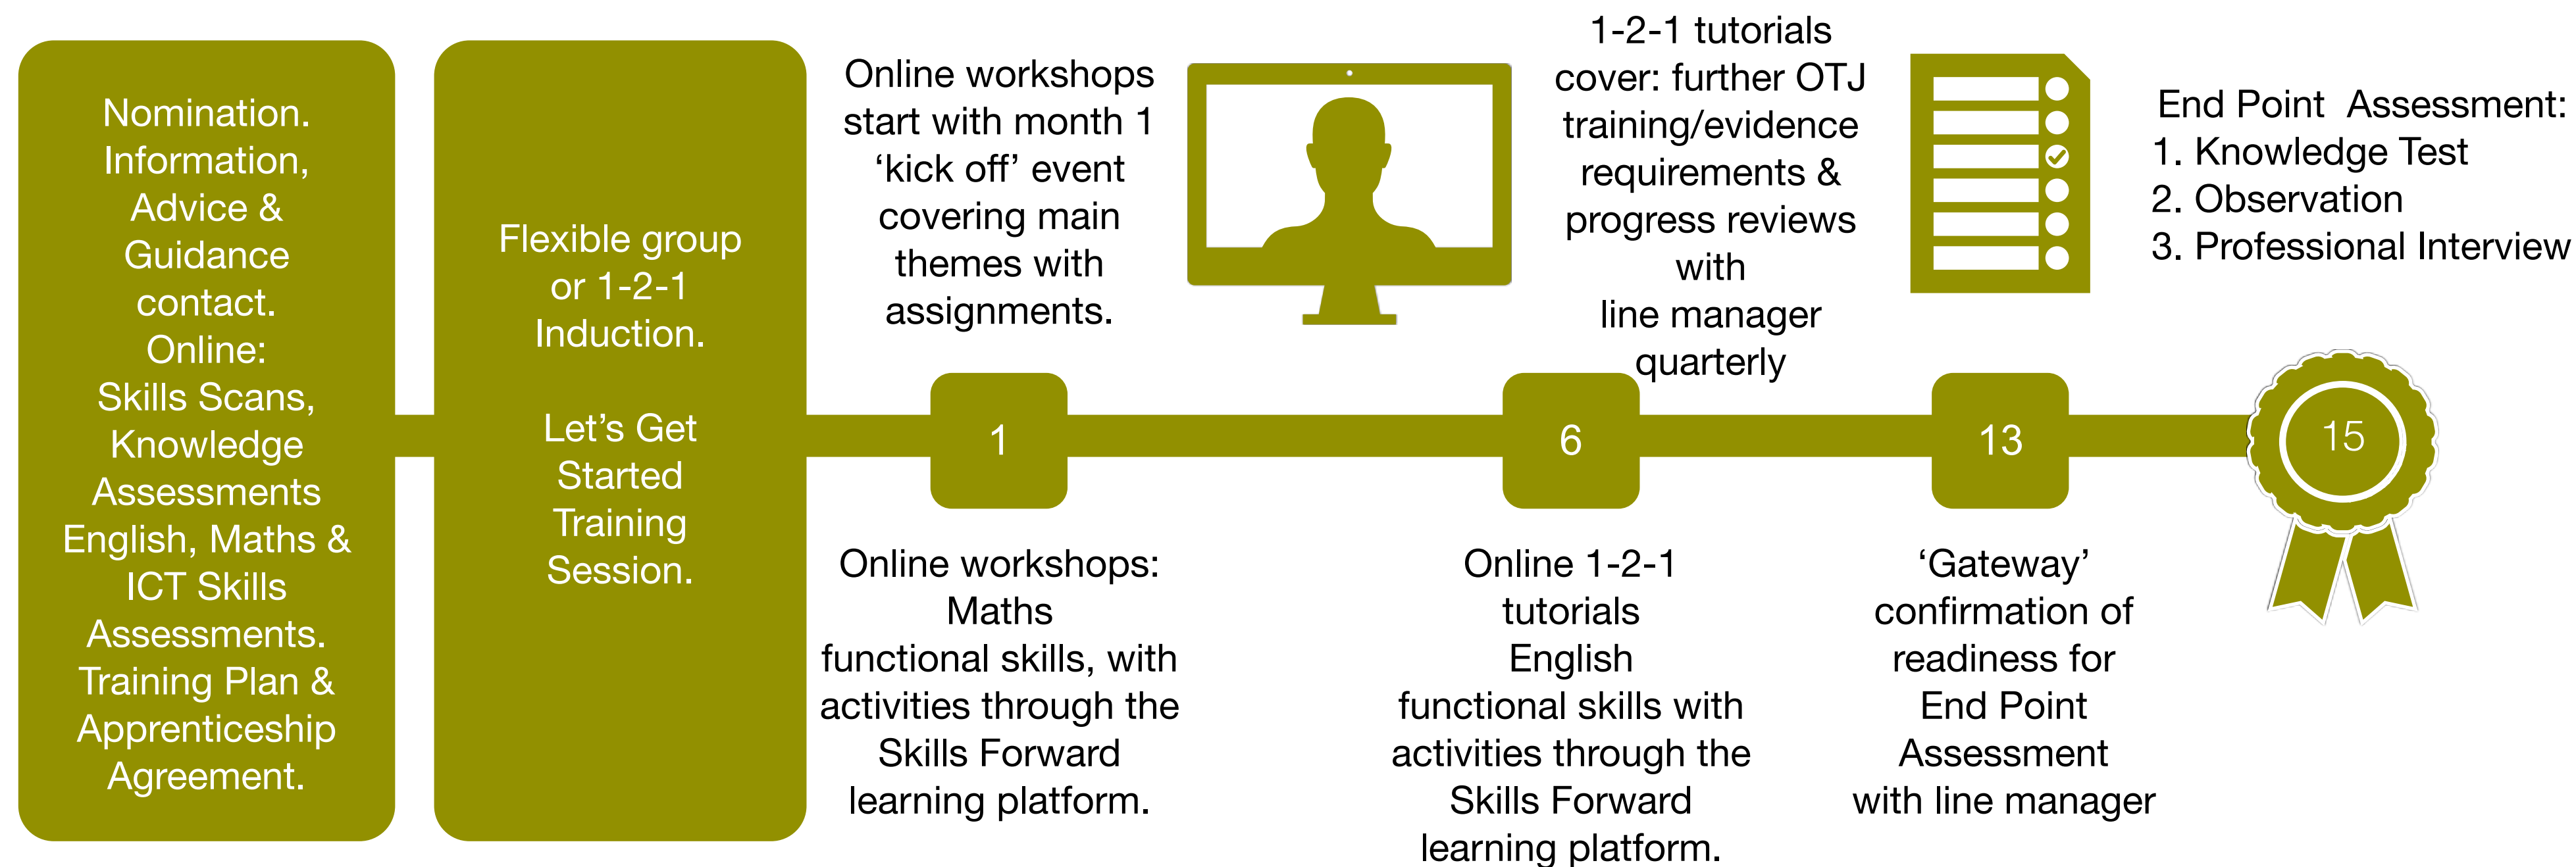 Nomination.
Information,
Advice &
Guidance
contact.
Online:
Skills Scans,
Knowledge
Assessments
English, Maths &
ICT Skills
Assessments.
Training Plan &
Apprenticeship
Agreement.
Flexible group
or 1-2-1
Induction.
Let’s Get
Started
Training
Session.
Online workshops
start with month 1
‘kick off’ event
covering main
themes with
assignments.
1
Online workshops:
Maths
functional skills, with
activities through the
Skills Forward
learning platform.
1-2-1 tutorials
cover: further OTJ
training/evidence
requirements &
progress reviews
with
line manager
quarterly
6
Online 1-2-1
tutorials
English
functional skills with
activities through the
Skills Forward
learning platform.
13
‘Gateway’
confirmation of
readiness for
End Point
Assessment
with line manager
End Point  Assessment:
1. Knowledge Test
2. Observation
3. Professional Interview
15